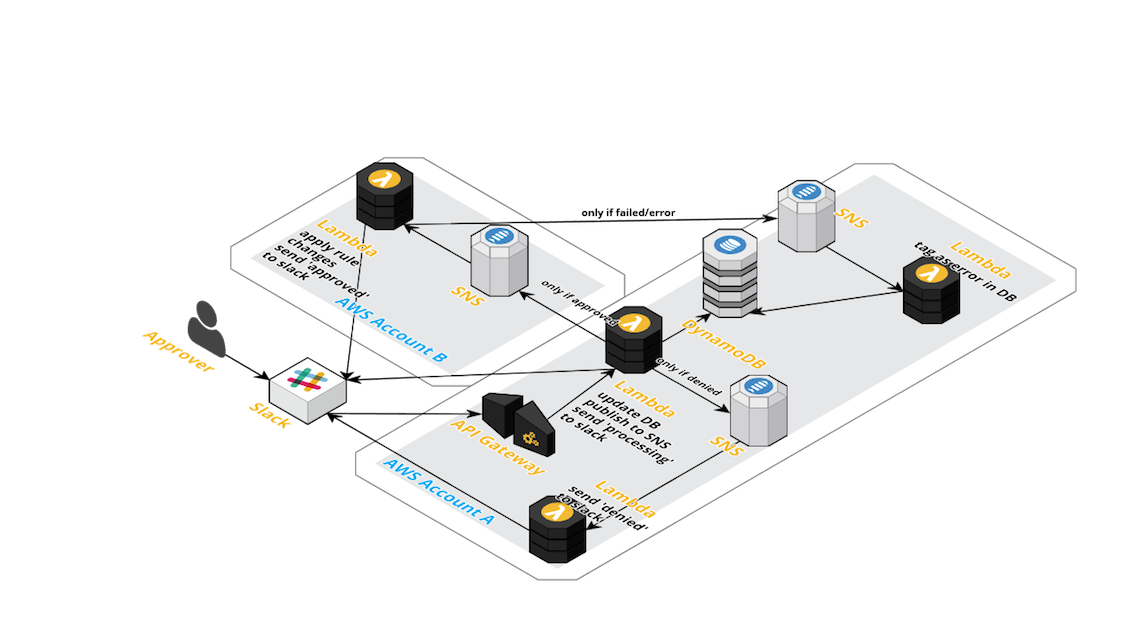 only if failed/error
SNS
Lambda
tag aserror in DB
Lambda
apply rule
changes
send 'approved'
to slack
SNS
only if approved
AWS Account B
DynamoDB
Approver
only if denied
Slack
Lambda
update DB
publish to SNS
send 'processing'
to slack
API Gateway
SNS
AWS Account A
Lambda
send 'denied'
to slack'